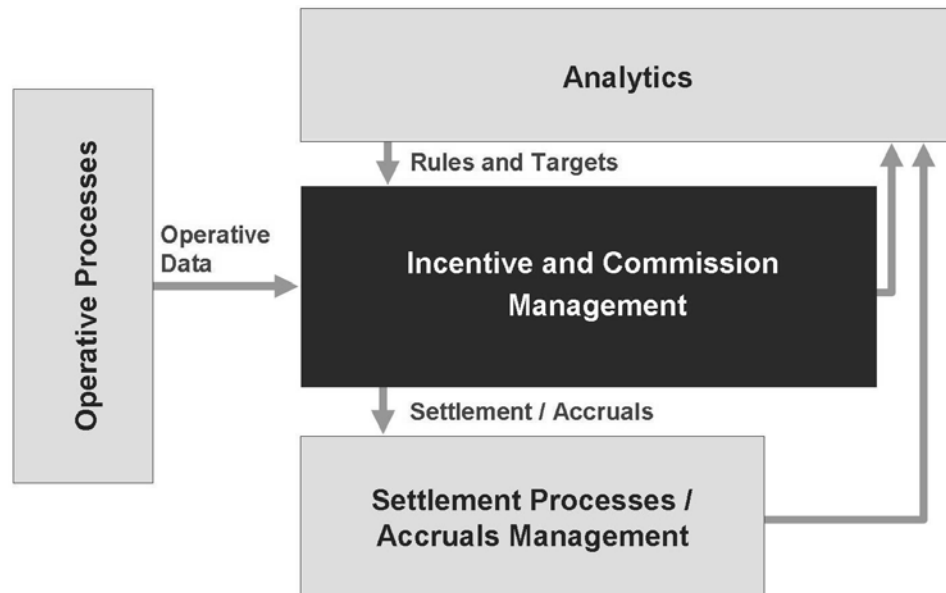 Analytics
Rules and Targets
Operative Processes
Operative
Data
Incentive and Commission
Management
Settlement / Accruals
Settlement Processes /
Accruals Management